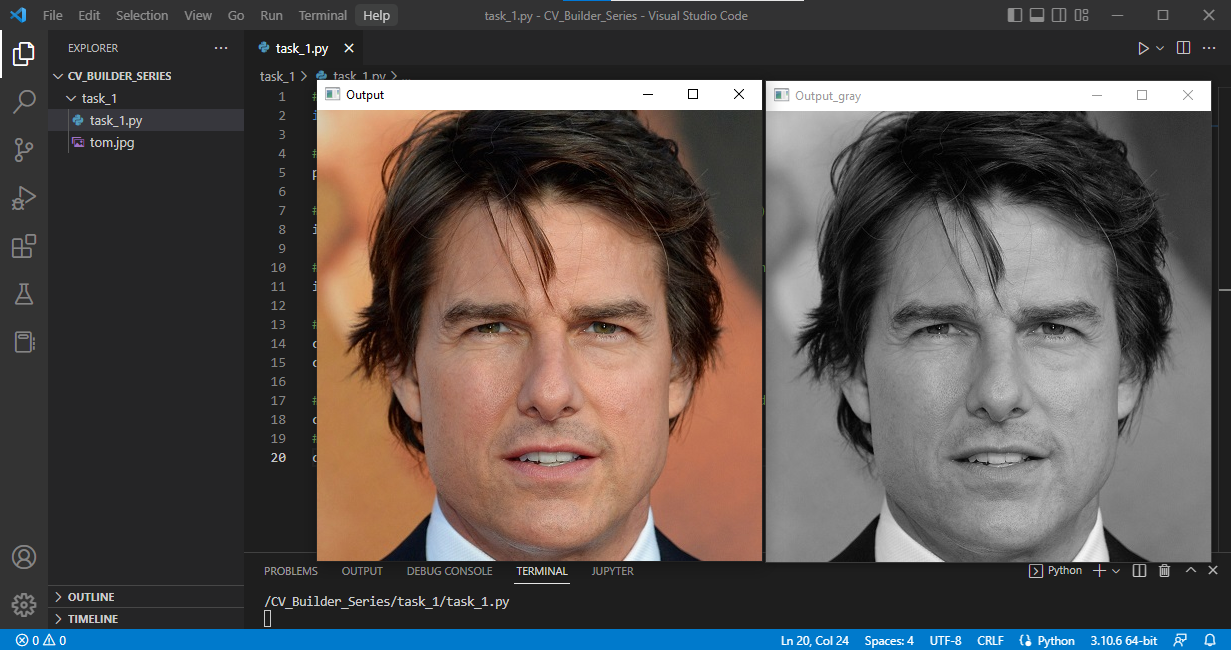 File Edit Selection View Go Run Terminal Help
task_1.py - CV_Builder_Series - Visual Studio Code
EXPLORER
CV_BUILDER_SERIES
task_1
task_1.py
tom.jpg
OUTLINE
TIMELINE
task_1.py
task_1 > task_1.py > ...
Output
Output_gray
1 #
2 i
3
4 #
5 p
6
7 #
8 i
9
10 #
11 i
12
13 #
14 c
15 c
16
17 #
18 c
19 #
20 c
PROBLEMS OUTPUT DEBUG CONSOLE TERMINAL JUPYTER
Python
/CV_Builder_Series/task_1/task_1.py
0 0
Ln 20, Col 24 Spaces: 4 UTF-8 CRLF Python 3.10.6 64-bit